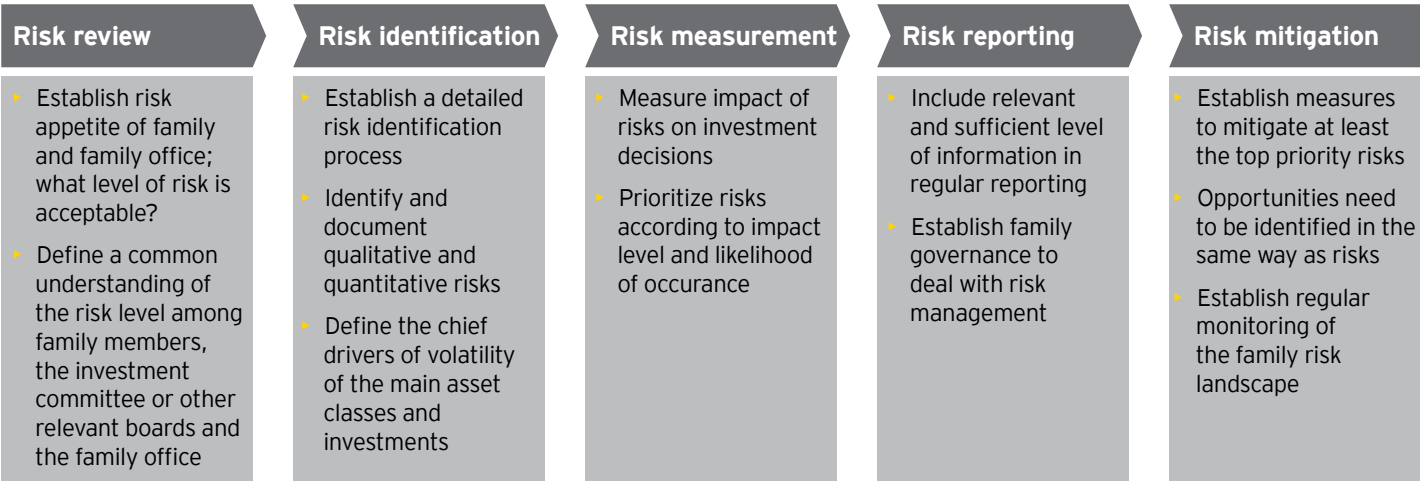 Risk review
Establish risk
appetite of family
and family office;
what level of risk is
acceptable?
Define a common
understanding of
the risk level among
family members,
the investment
committee or other
relevant boards and
the family office
Risk identification
Establish a detailed
risk identification
process
Identify and
document
qualitative and
quantitative risks
Define the chief
drivers of volatility
of the main asset
classes and
investments
Risk measurement
Measure impact of
risks on investment
decisions
Prioritize risks
according to impact
level and likelihood
of occurance
Risk reporting
Include relevant
and sufficient level
of information in
regular reporting
Establish family
governance to
deal with risk
management
Risk mitigation
Establish measures
to mitigate at least
the top priority risks
Opportunities need
to be identified in the
same way as risks
Establish regular
monitoring of
the family risk
landscape